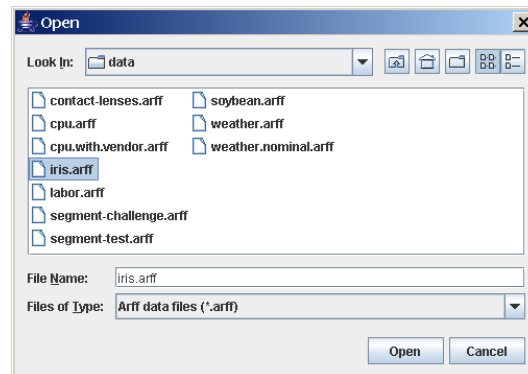 Open
Look In: data
contact-lenses.arff soybean.arff
cpu.arff weather.arff
cpu.with.vendor.arff weather.nominal.arff
iris.arff
labor.arff
segment-challenge.arff
segment-test.arff
File Name: iris.arff
Files of Type: Arff data files (*.arff)
Open Cancel